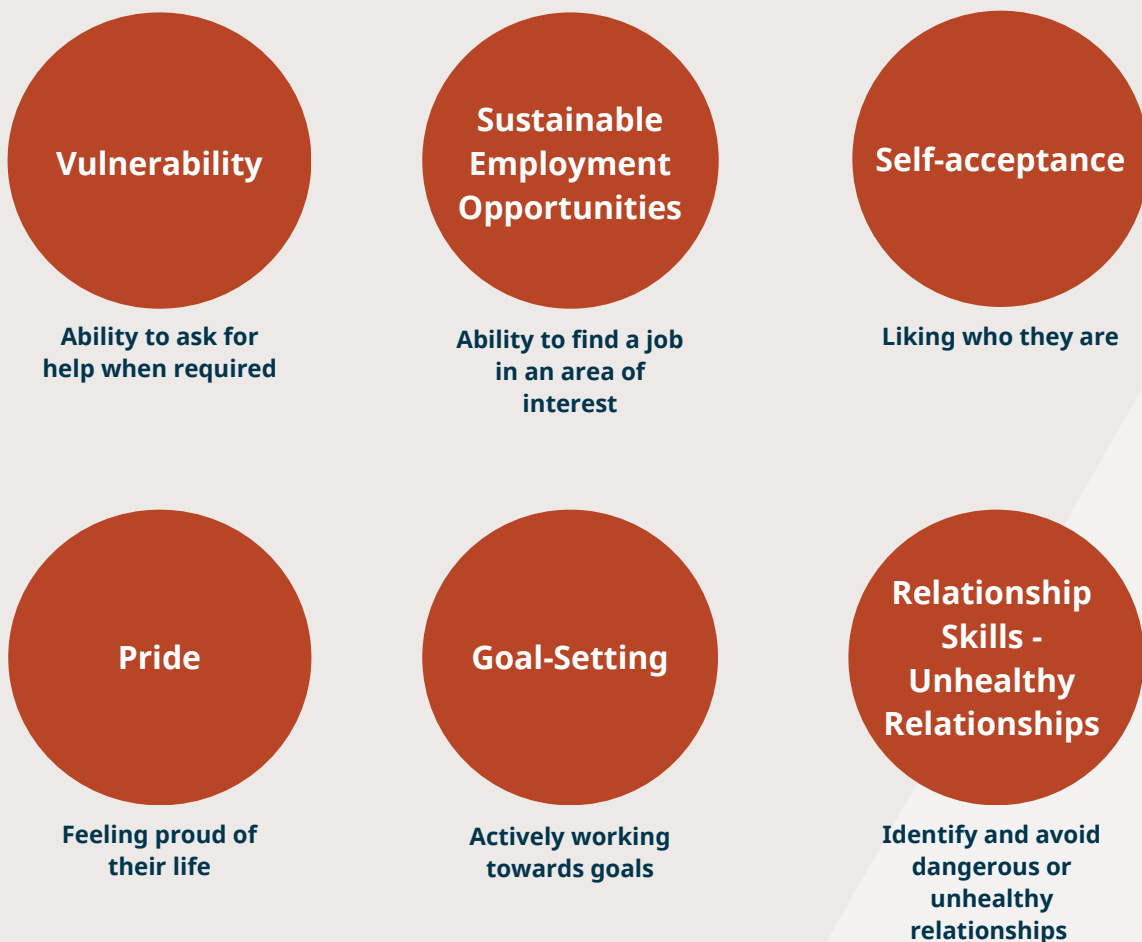 Vulnerability
Ability to ask for
help when required
Sustainable
Employment
Opportunities
Ability to find a job
in an area of
interest
Self-acceptance
Liking who they are
Pride
Feeling proud of
their life
Goal-Setting
Actively working
towards goals
Relationship
Skills -
Unhealthy
Relationships
Identify and avoid
dangerous or
unhealthy
relationships